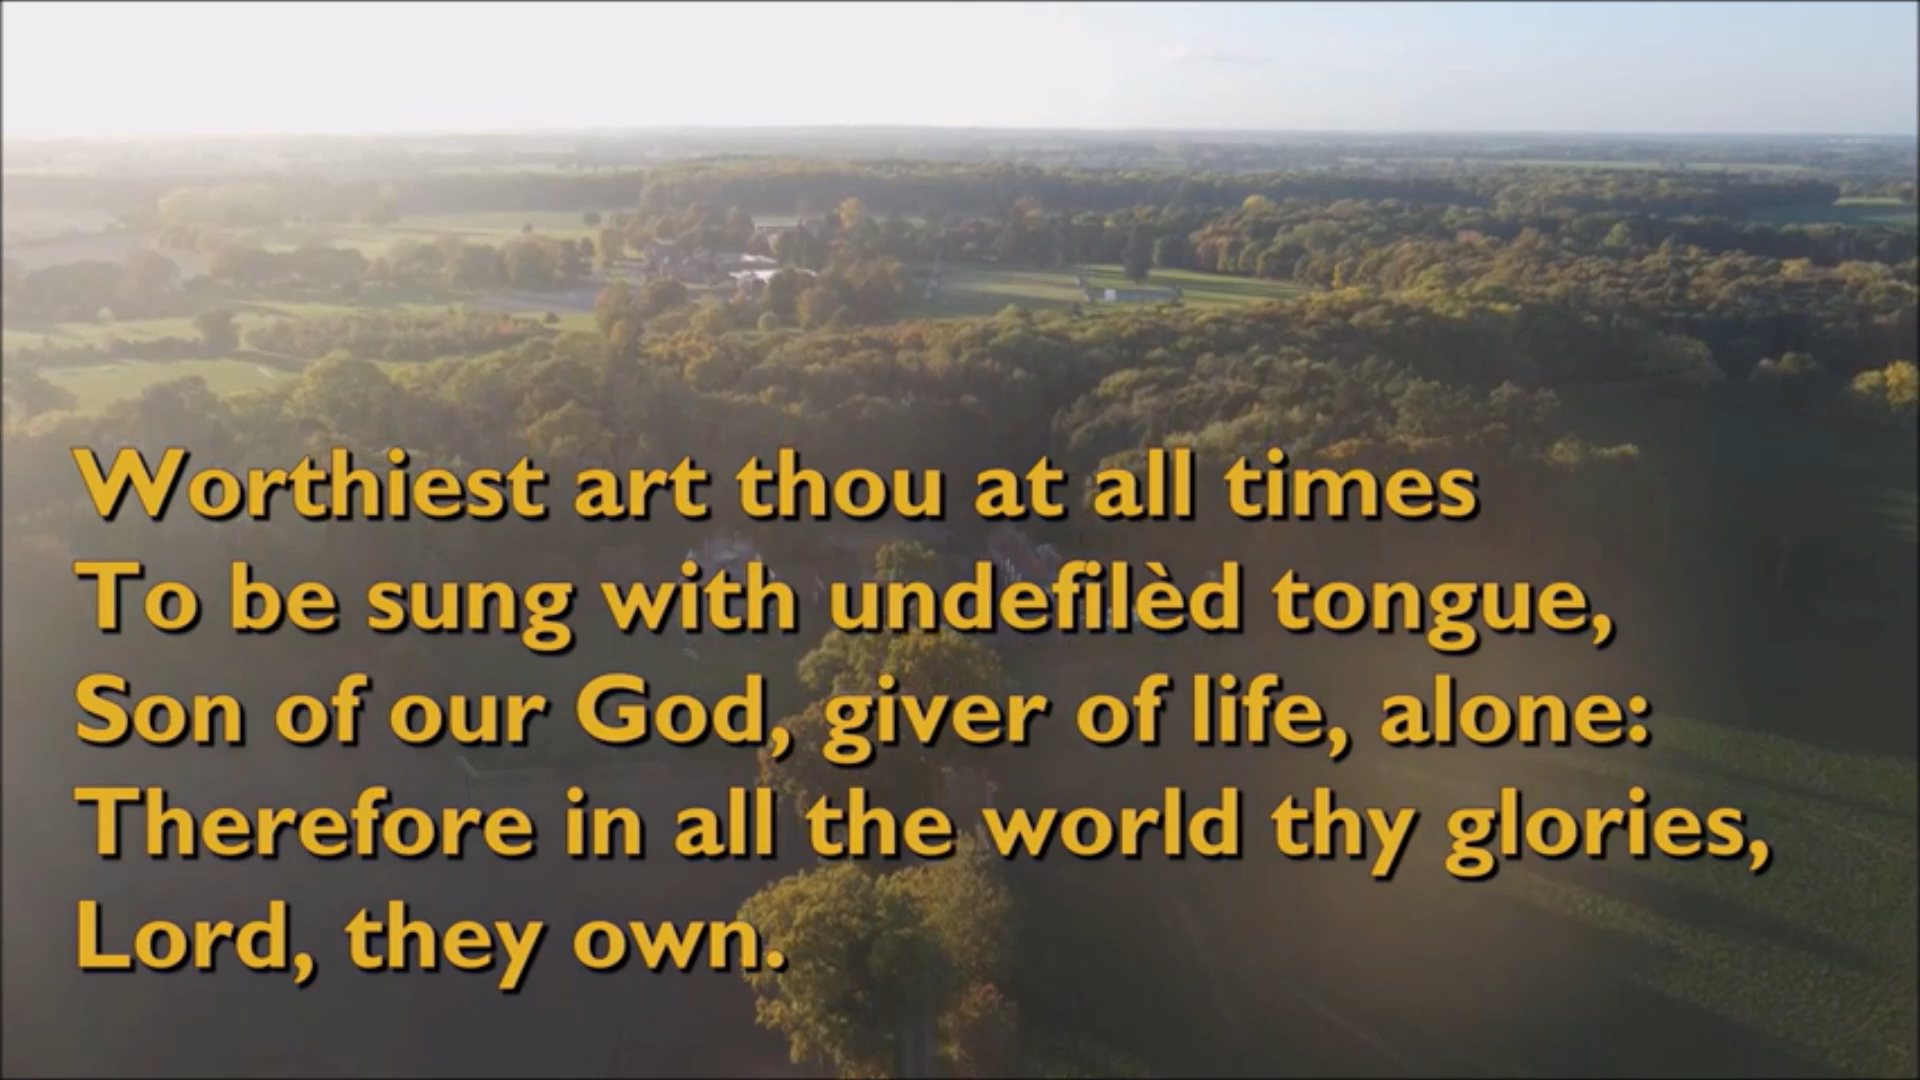 Worthiest art thou at all times
To be sung with undefilèd tongue,
Son of our God, giver of life, alone:
Therefore in all the world thy glories,
Lord, they own.